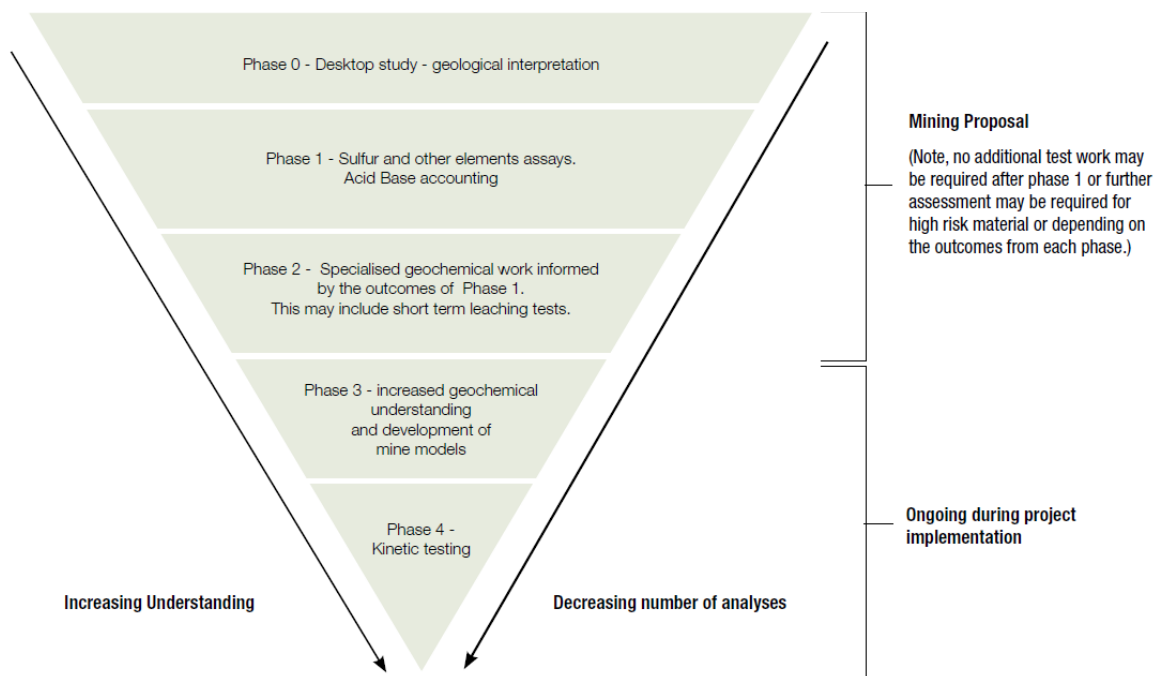 Phase 0 - Desktop study - geological interpretation
Phase 1 - Sulfur and other elements assays.
Acid Base accounting
Phase 2 - Specialised geochemical work informed
by the outcomes of Phase 1.
This may include short term leaching tests.
Phase 3 - increased geochemical
understanding
and development of
mine models
Phase 4 -
Kinetic testing
Increasing Understanding
Decreasing number of analyses
Mining Proposal
(Note, no additional test work may
be required after phase 1 or further
assessment may be required for
high risk material or depending on
the outcomes from each phase.)
Ongoing during project
implementation